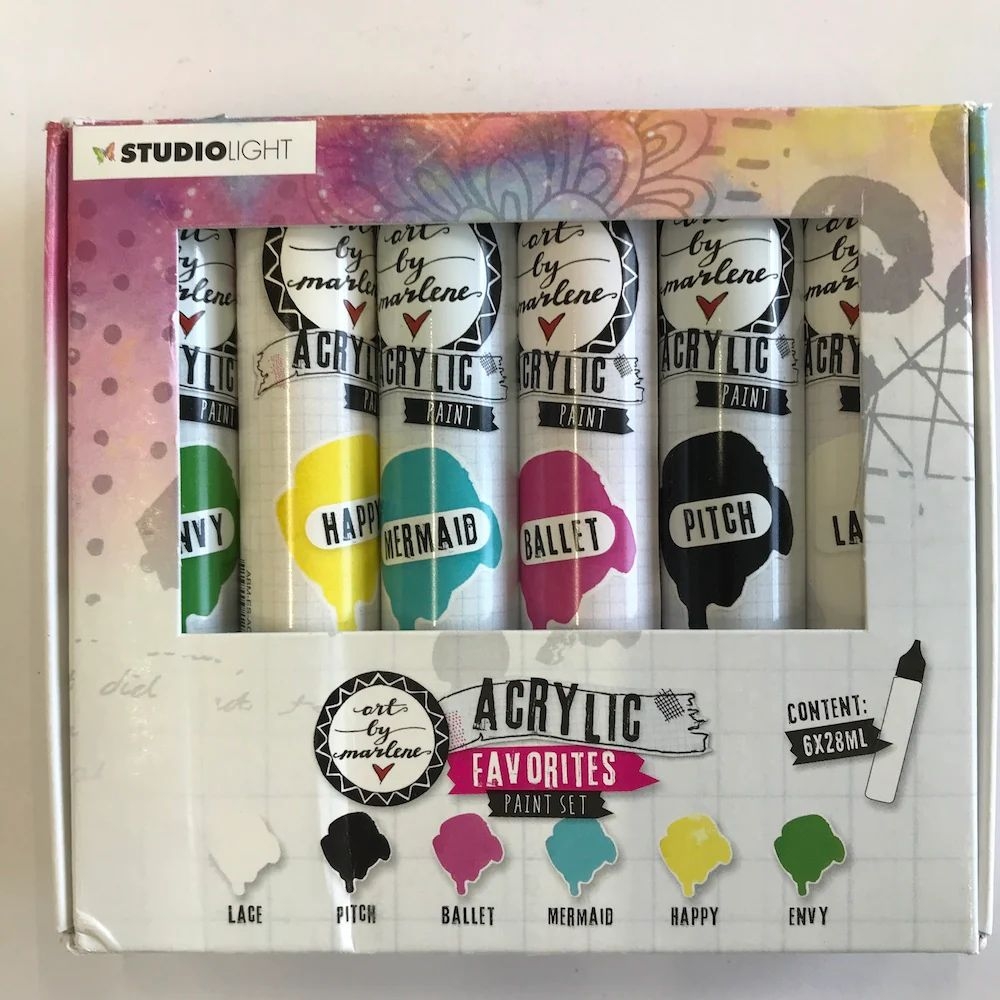 STUDIOLIGHT
art by marlene
ACRYLIC
PAINT
NVY
HAPPY
MERMAID
BALLET
PITCH
LA
did
art
by
marlene
ACRYLIC
FAVORITES
PAINT SET
CONTENT:
6X28ML
LACE
PITCH
BALLET
MERMAID
HAPPY
ENVY